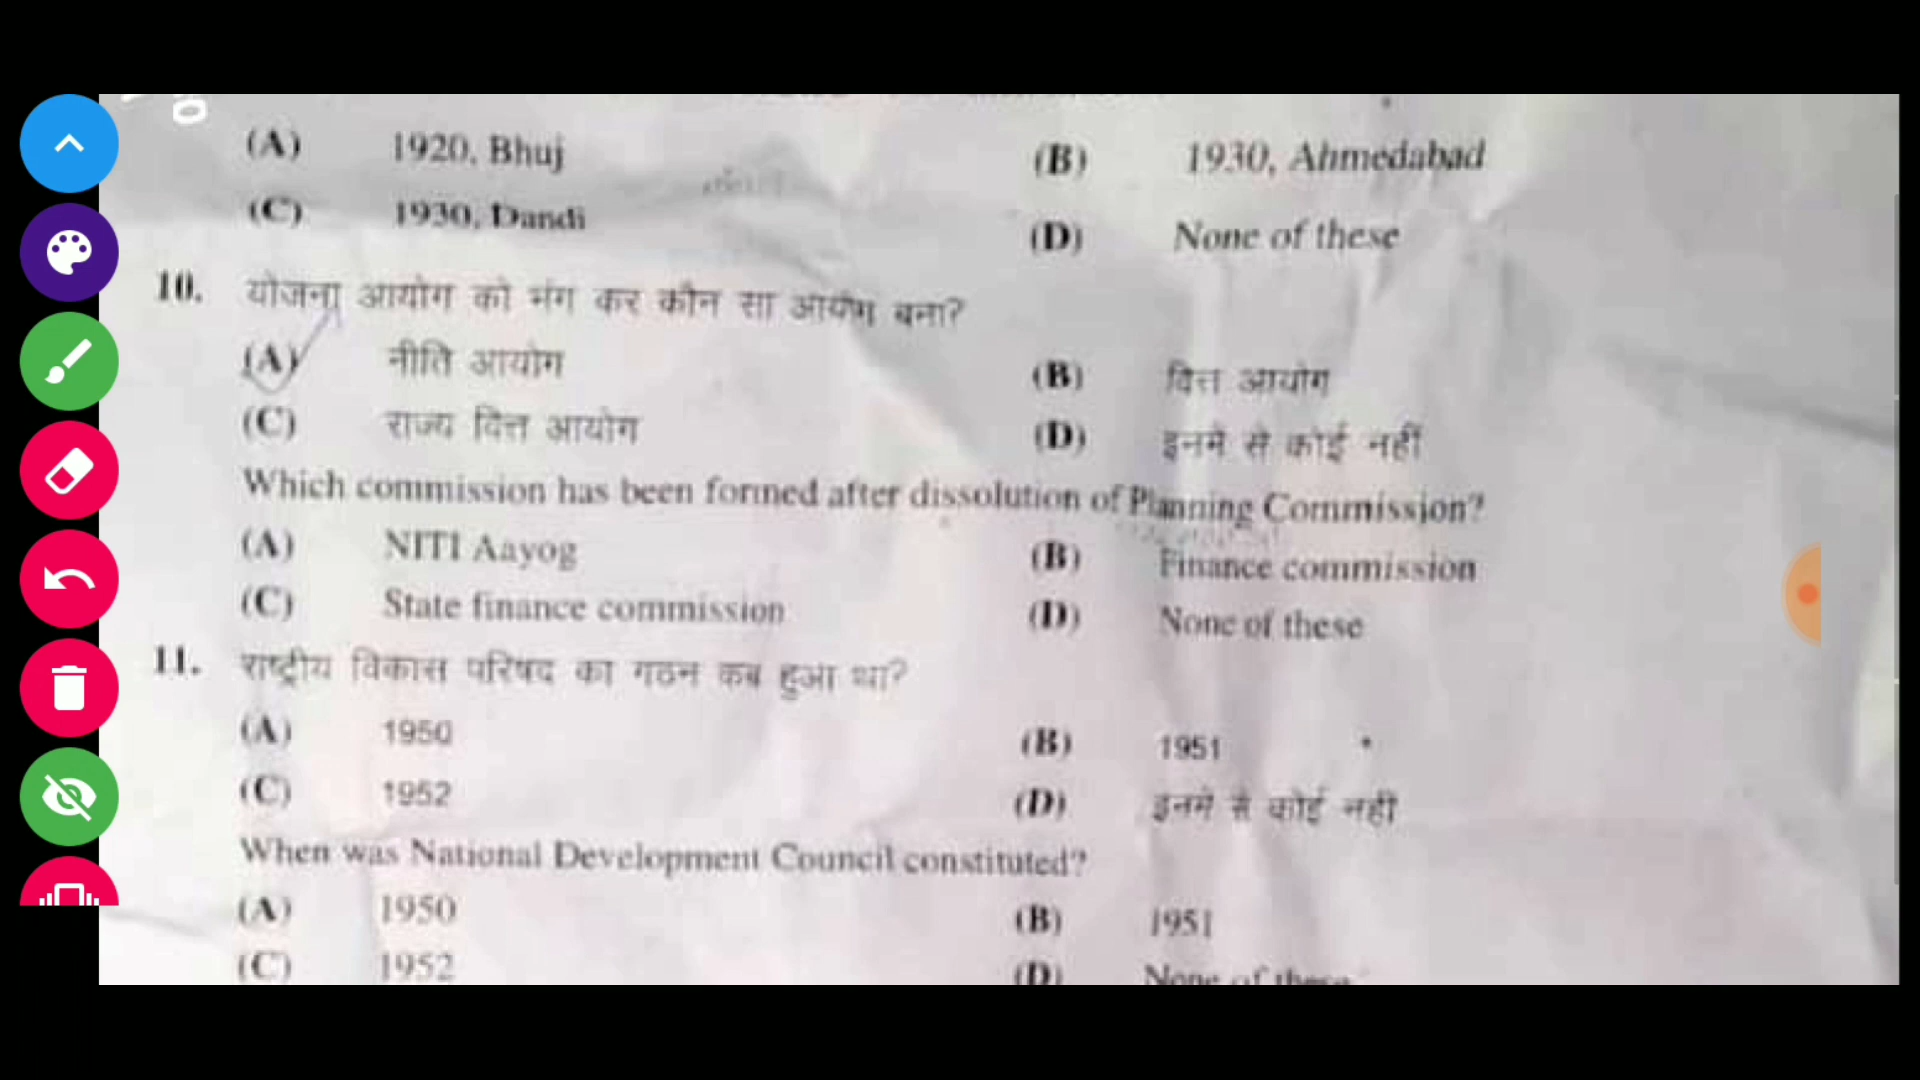 (A) 1920, Bhuj (B) 1930, Ahmedabad
(C) 1930, Dandi (D) None of these
10. योजना आयोग को भंग कर कौन सा आयोग बना?
(A) नीति आयोग (B) वित्त आयोग
(C) राज्य वित्त आयोग (D) इनमें से कोई नहीं
Which commission has been formed after dissolution of Planning Commission?
(A) NITI Aayog (B) Finance commission
(C) State finance commission (D) None of these
11. राष्ट्रीय विकास परिषद का गठन कब हुआ था?
(A) 1950 (B) 1951
(C) 1952 (D) इनमें से कोई नहीं
When was National Development Council constituted?
(A) 1950 (B) 1951
(C) 1952 (D) None of these